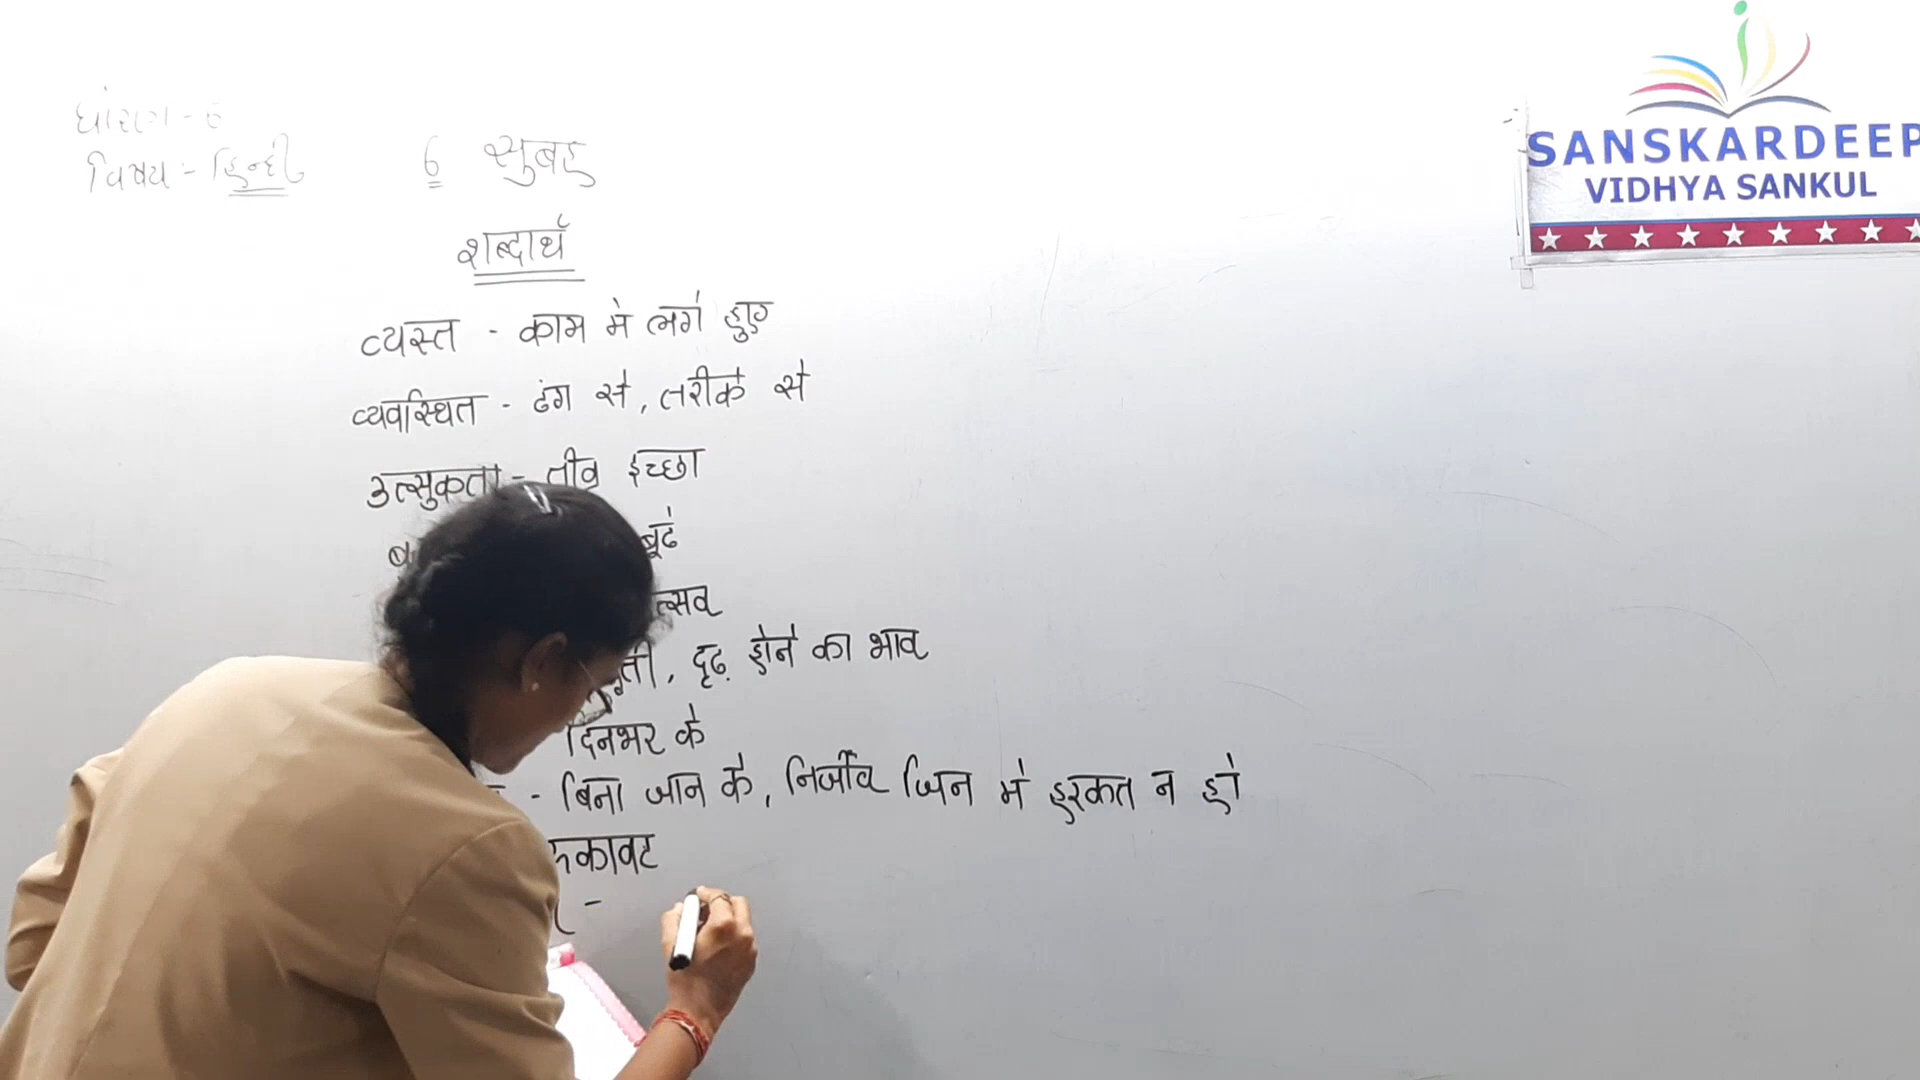 धोरण - 6
विषय - हिन्दी
6 सुबह
शब्दार्थ
व्यस्त - काम मे लगे हुए
व्यवस्थित - ढंग से, तरीके से
उत्सुकता - तीव्र इच्छा
बूढे
त्सव
ती, दृढ़ होने का भाव
दिनभर के
- बिना जान के, निर्जीव जिन मे हरकत न हो
रुकावट
-
SANSKARDEEP
VIDHYA SANKUL